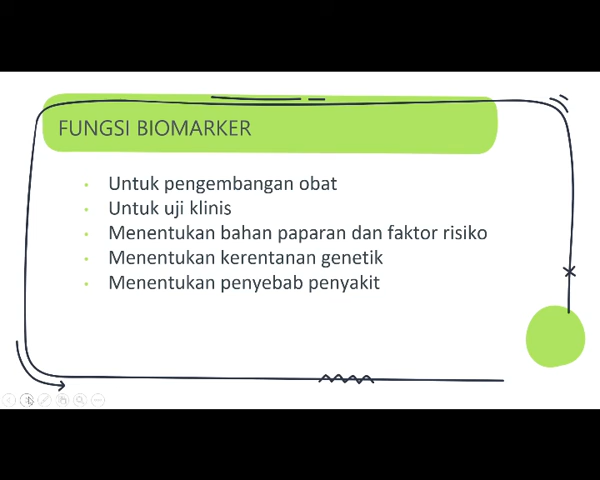 FUNGSI BIOMARKER
Untuk pengembangan obat
Untuk uji klinis
Menentukan bahan paparan dan faktor risiko
Menentukan kerentanan genetik
Menentukan penyebab penyakit